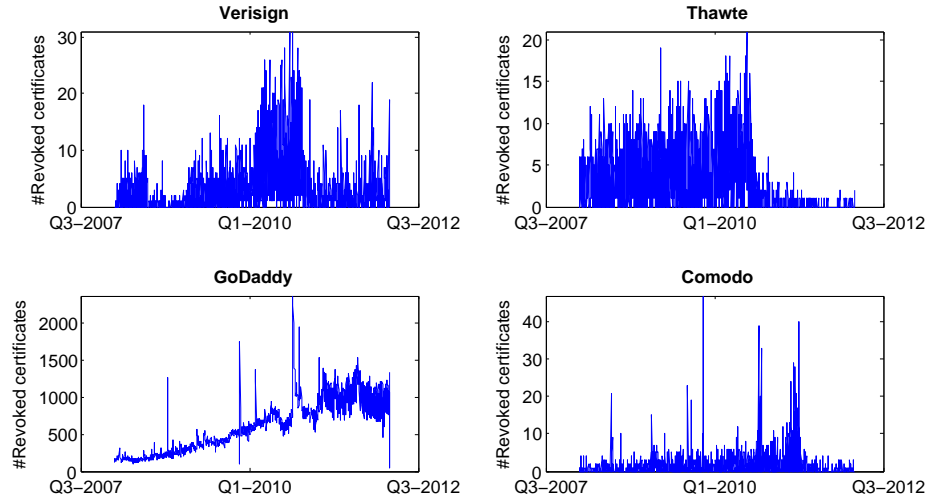 Verisign
#Revoked certificates
30
20
10
0
Q3–2007
Q1–2010
Q3–2012
Thawte
#Revoked certificates
20
15
10
5
0
Q3–2007
Q1–2010
Q3–2012
GoDaddy
#Revoked certificates
2000
1500
1000
500
0
Q3–2007
Q1–2010
Q3–2012
Comodo
#Revoked certificates
40
30
20
10
0
Q3–2007
Q1–2010
Q3–2012